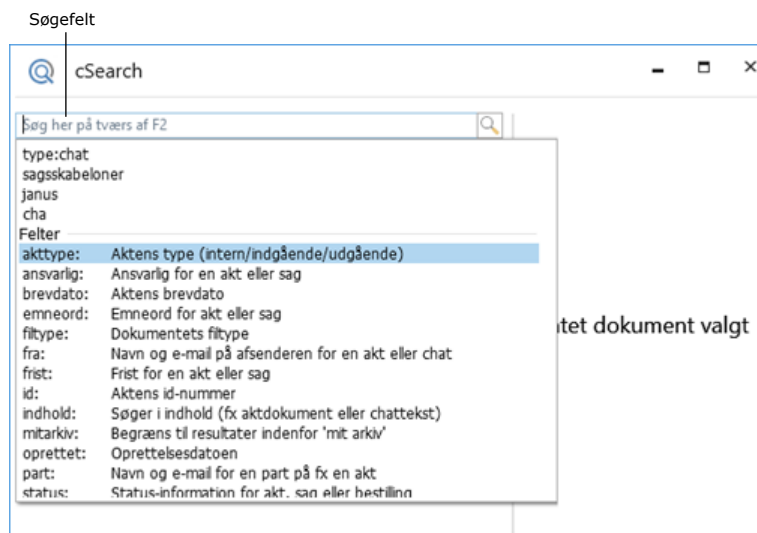 Søgefelt
cSearch
Søg her på tværs af F2
type:chat
sagsskabeloner
janus
cha
Felter
akttype: Aktens type (intern/indgående/udgående)
ansvarlig: Ansvarlig for en akt eller sag
brevdato: Aktens brevdato
emneord: Emneord for akt eller sag
filtype: Dokumentets filtype
fra: Navn og e-mail på afsenderen for en akt eller chat
frist: Frist for en akt eller sag
id: Aktens id-nummer
indhold: Søger i indhold (fx aktdokument eller chattekst)
mitarkiv: Begræns til resultater indenfor 'mit arkiv'
oprettet: Oprettelsesdatoen
part: Navn og e-mail for en part på fx en akt
status: Status-information for akt, sag eller bestilling
tet dokument valgt